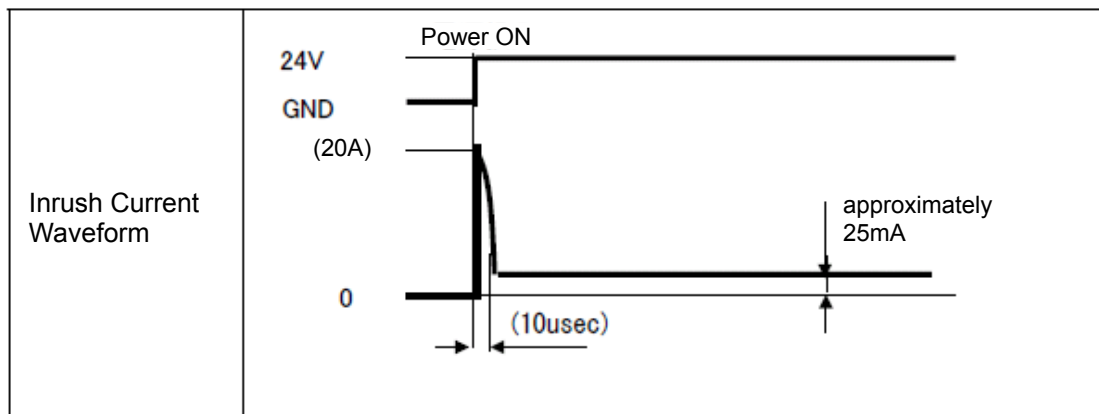 Inrush Current
Waveform
Power ON
24V
GND
(20A)
approximately
25mA
0
(10usec)